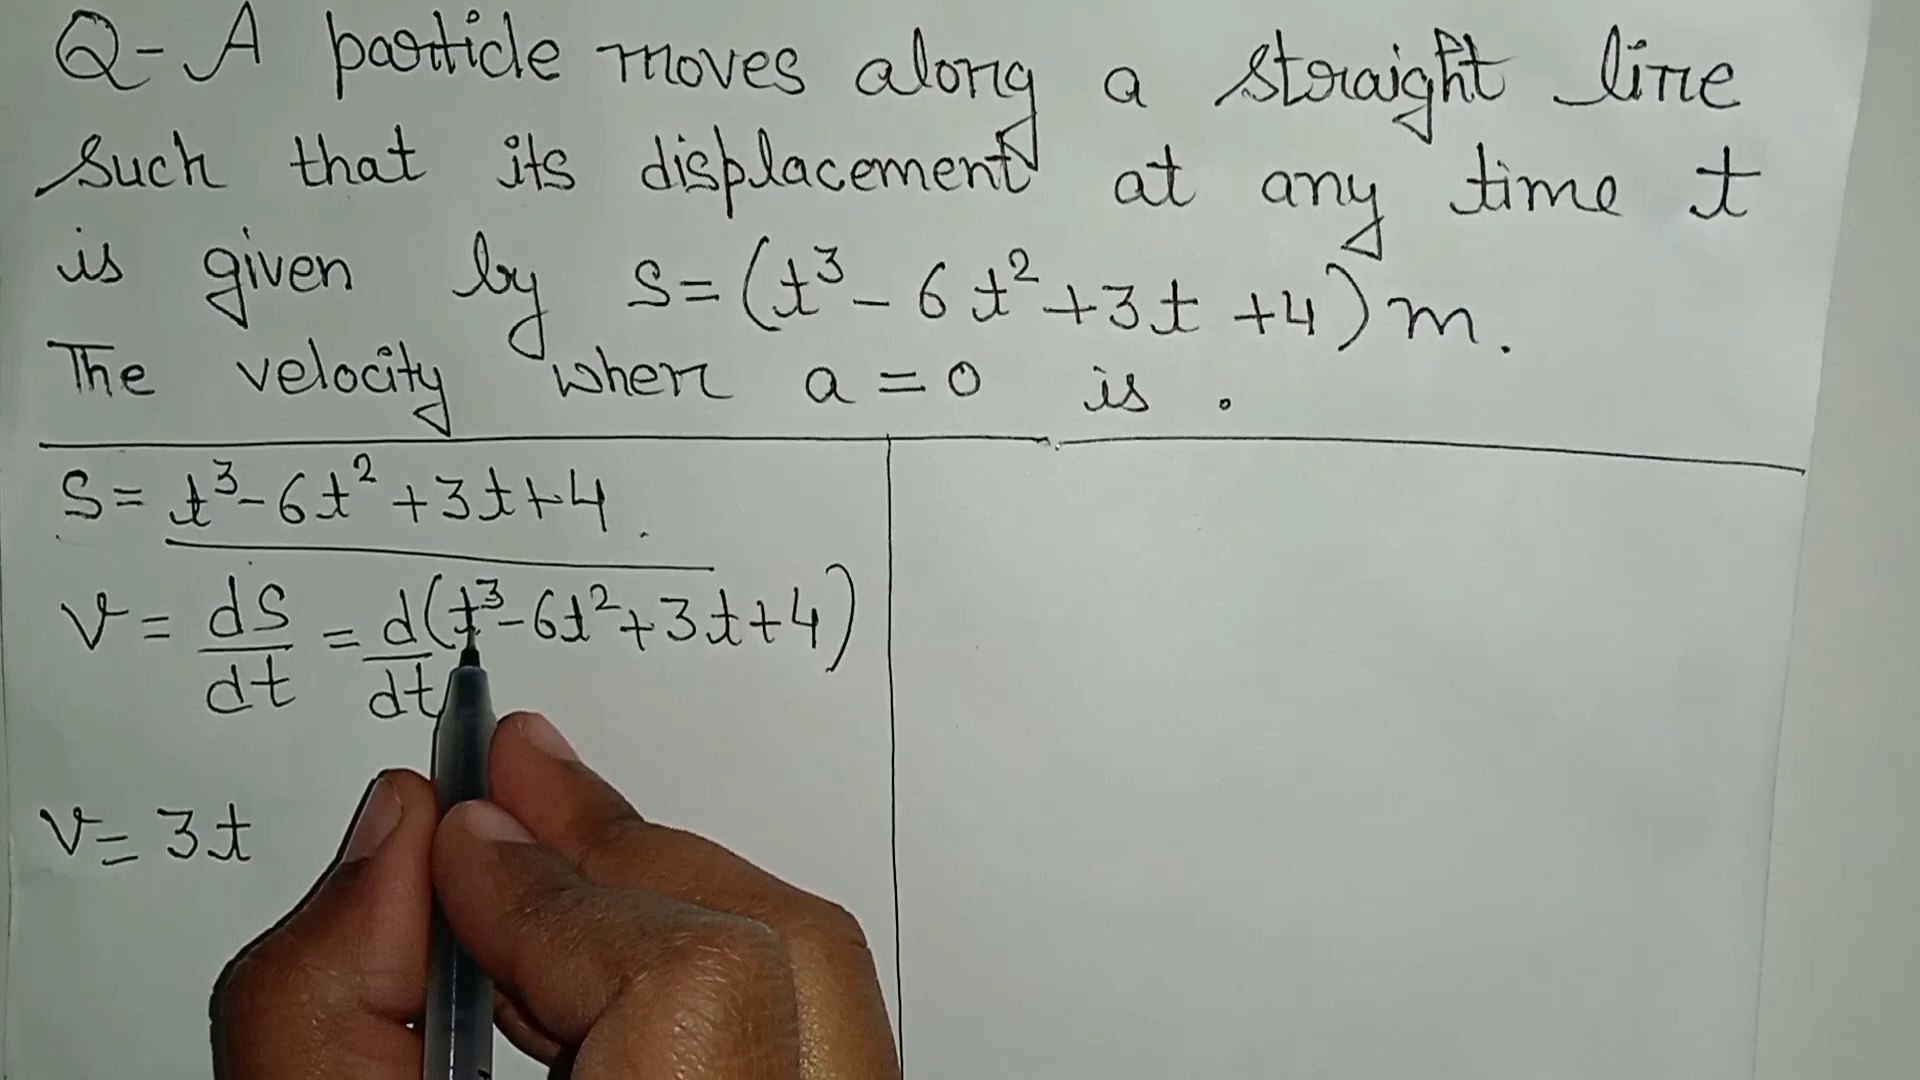 Q- A particle moves along a straight line
such that its displacement at any time t
is given by S=(t³-6t²+3t+4)m.
The velocity when a=0 is .
S= t³-6t²+3t+4.
v = dS/dt = d/dt(t³-6t²+3t+4)
v= 3t